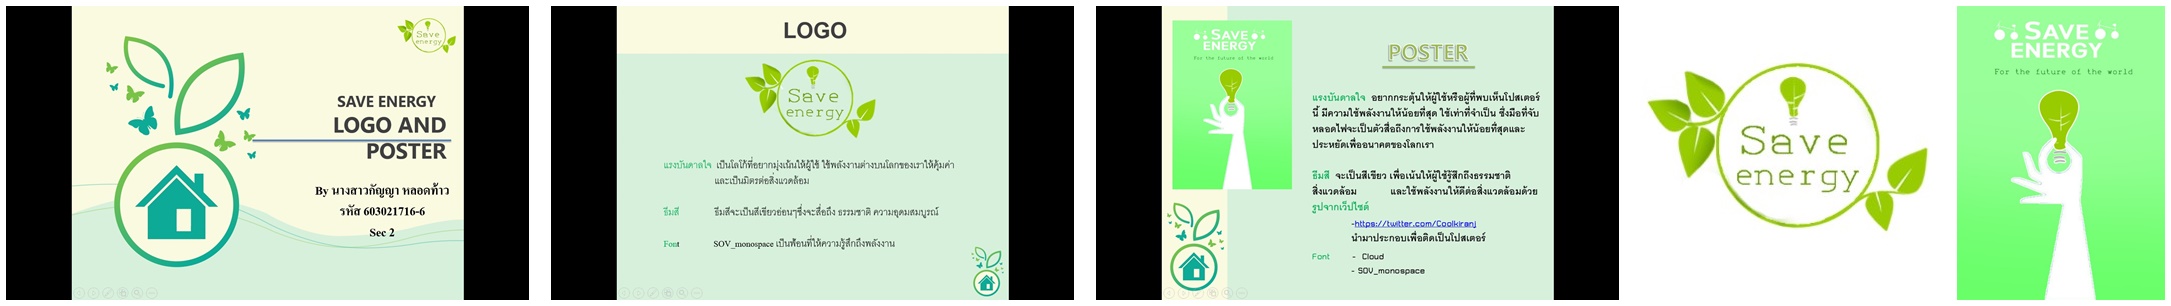 Save
energy
SAVE ENERGY
LOGO AND
POSTER
By นางสาวกัญญา หลอดท้าว
รหัส 603021716-6
Sec 2
LOGO
Save
energy
แรงบันดาลใจ เป็นโลโก้ที่อยากมุ่งเน้นให้ผู้ใช้ ใช้พลังงานต่างบนโลกของเราให้คุ้มค่า
และเป็นมิตรต่อสิ่งแวดล้อม
ธีมสี ธีมสีจะเป็นสีเขียวอ่อนๆซึ่งจะสื่อถึง ธรรมชาติ ความอุดมสมบูรณ์
Font SOV_monospace เป็นฟ้อนที่ให้ความรู้สึกถึงพลังงาน
SAVE
ENERGY
For the future of the world
POSTER
แรงบันดาลใจ อยากกระตุ้นให้ผู้ใช้หรือผู้ที่พบเห็นโปสเตอร์
นี้ มีความใช้พลังงานให้น้อยที่สุด ใช้เท่าที่จำเป็น ซึ่งมือที่จับ
หลอดไฟจะเป็นตัวสื่อถึงการใช้พลังงานให้น้อยที่สุดและ
ประหยัดเพื่ออนาคตของโลกเรา
ธีมสี จะเป็นสีเขียว เพื่อเน้นให้ผู้ใช้รู้สึกถึงธรรมชาติ
สิ่งแวดล้อม และใช้พลังงานให้ดีต่อสิ่งแวดล้อมด้วย
รูปจากเว็ปไซด์
-https://twitter.com/Coolkiranj
นำมาประกอบเพื่อติดเป็นโปสเตอร์
Font - Cloud
- SOV_monospace
Save
energy
SAVE
ENERGY
For the future of the world